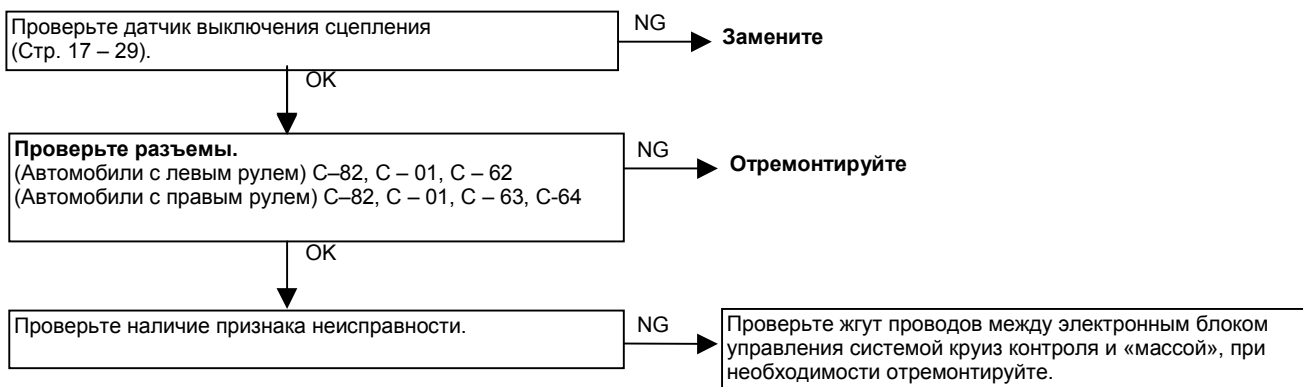 Проверьте датчик выключения сцепления
(Стр. 17 – 29).
NG
Замените
OK
Проверьте разъемы.
(Автомобили с левым рулем) С–82, С – 01, С – 62
(Автомобили с правым рулем) С–82, С – 01, С – 63, С-64
NG
Отремонтируйте
OK
Проверьте наличие признака неисправности.
NG
Проверьте жгут проводов между электронным блоком
управления системой круиз контроля и «массой», при
необходимости отремонтируйте.